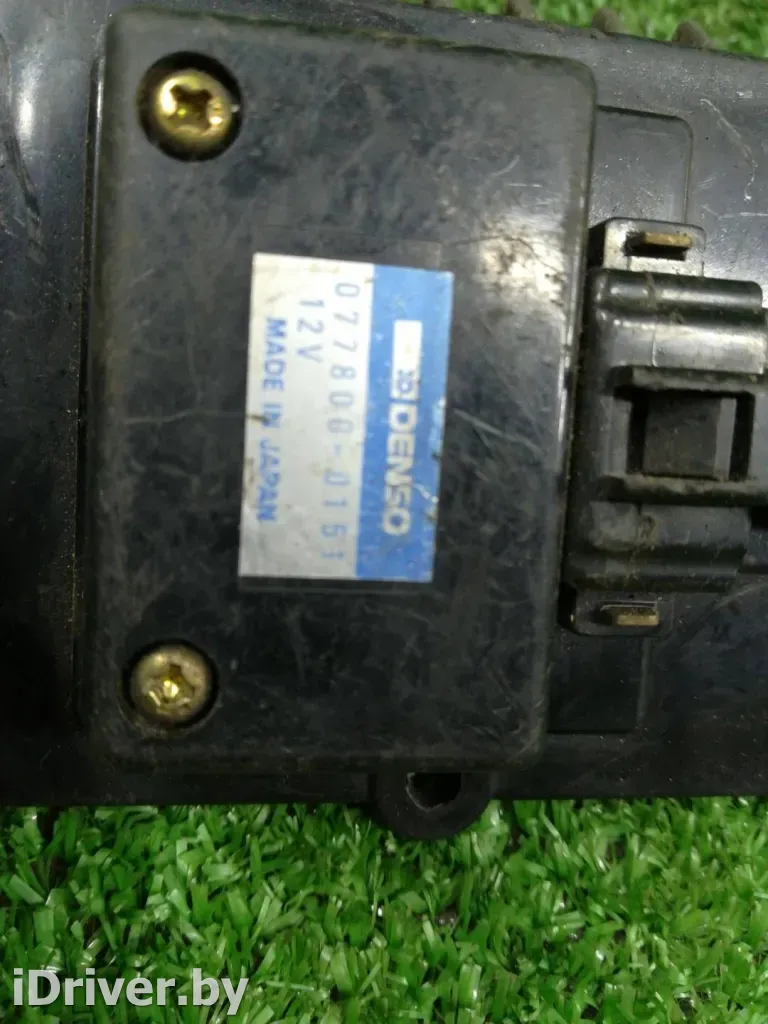 DENSO
077800-0151
12V
MADE IN JAPAN
iDriver.by